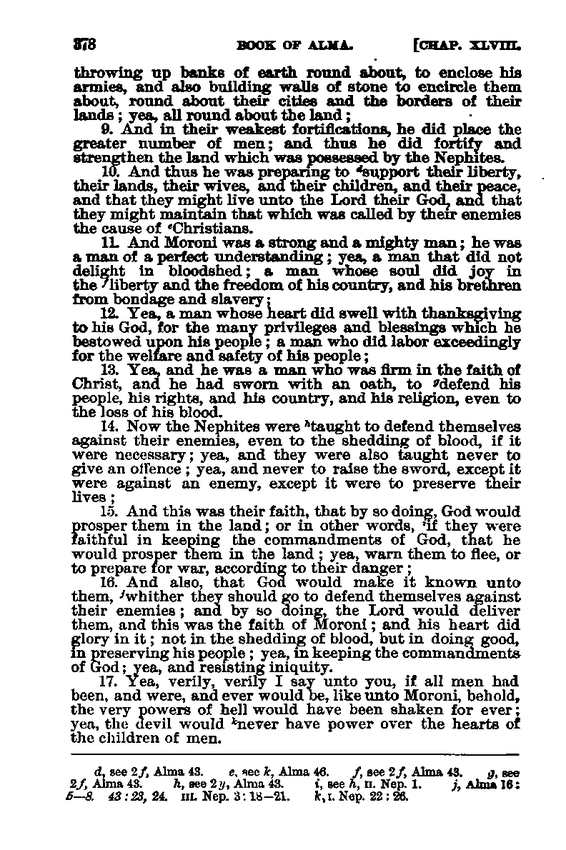 378 BOOK OF ALMA. [CHAP. XLVIII.
throwing up banks of earth round about, to enclose his
armies, and also building walls of stone to encircle them
about, round about their cities and the borders of their
lands; yea, all round about the land;
9. And in their weakest fortifications, he did place the
greater number of men; and thus he did fortify and
strengthen the land which was possessed by the Nephites.
10. And thus he was preparing to ᵈsupport their liberty,
their lands, their wives, and their children, and their peace,
and that they might live unto the Lord their God, and that
they might maintain that which was called by their enemies
the cause of ᵉChristians.
11. And Moroni was a strong and a mighty man; he was
a man of a perfect understanding; yea, a man that did not
delight in bloodshed; a man whose soul did joy in
the ᶠliberty and the freedom of his country, and his brethren
from bondage and slavery;
12. Yea, a man whose heart did swell with thanksgiving
to his God, for the many privileges and blessings which he
bestowed upon his people; a man who did labor exceedingly
for the welfare and safety of his people;
13. Yea, and he was a man who was firm in the faith of
Christ, and he had sworn with an oath, to ᵍdefend his
people, his rights, and his country, and his religion, even to
the loss of his blood.
14. Now the Nephites were ʰtaught to defend themselves
against their enemies, even to the shedding of blood, if it
were necessary; yea, and they were also taught never to
give an offence; yea, and never to raise the sword, except it
were against an enemy, except it were to preserve their
lives;
15. And this was their faith, that by so doing, God would
prosper them in the land; or in other words, ⁱif they were
faithful in keeping the commandments of God, that he
would prosper them in the land; yea, warn them to flee, or
to prepare for war, according to their danger;
16. And also, that God would make it known unto
them, ʲwhither they should go to defend themselves against
their enemies; and by so doing, the Lord would deliver
them, and this was the faith of Moroni; and his heart did
glory in it; not in the shedding of blood, but in doing good,
in preserving his people; yea, in keeping the commandments
of God; yea, and resisting iniquity.
17. Yea, verily, verily I say unto you, if all men had
been, and were, and ever would be, like unto Moroni, behold,
the very powers of hell would have been shaken for ever;
yea, the devil would ᵏnever have power over the hearts of
the children of men.
d, see 2f, Alma 43. e, see k, Alma 46. f, see 2f, Alma 43. g, see
2f, Alma 43. h, see 2g, Alma 43. i, see h, II. Nep. 1. j, Alma 16:
5—8. 43:23, 24. III. Nep. 3:18—21. k, I. Nep. 22:26.